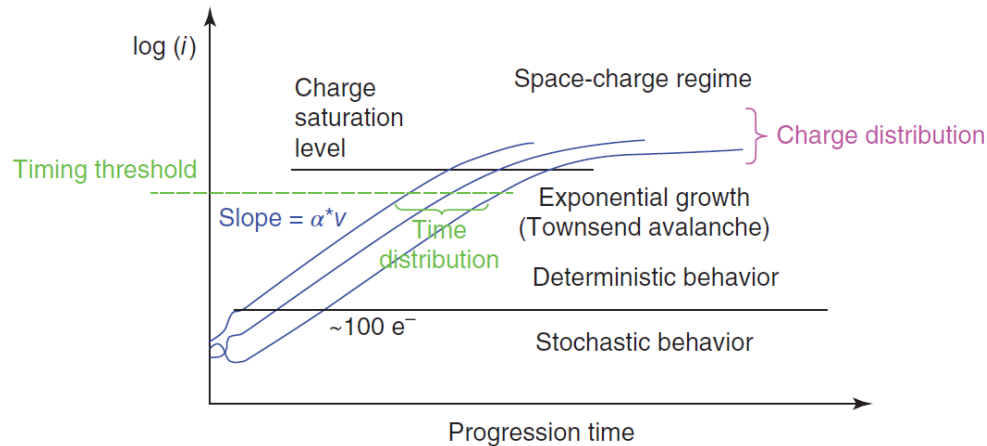 log (i)
Space-charge regime
Charge
saturation
level
Charge distribution
Timing threshold
Exponential growth
(Townsend avalanche)
Slope = α*v
Time
distribution
Deterministic behavior
~100 e⁻
Stochastic behavior
Progression time